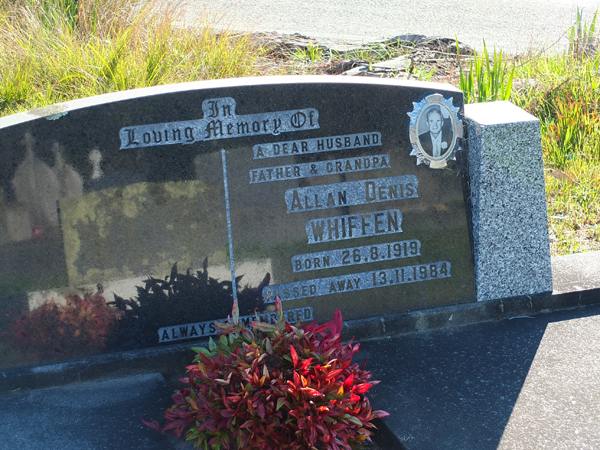 In
Loving Memory Of
A DEAR HUSBAND
FATHER & GRANDPA
ALLAN DENIS
WHIFFEN
BORN 26.8.1919
PASSED AWAY 13.11.1984
ALWAYS